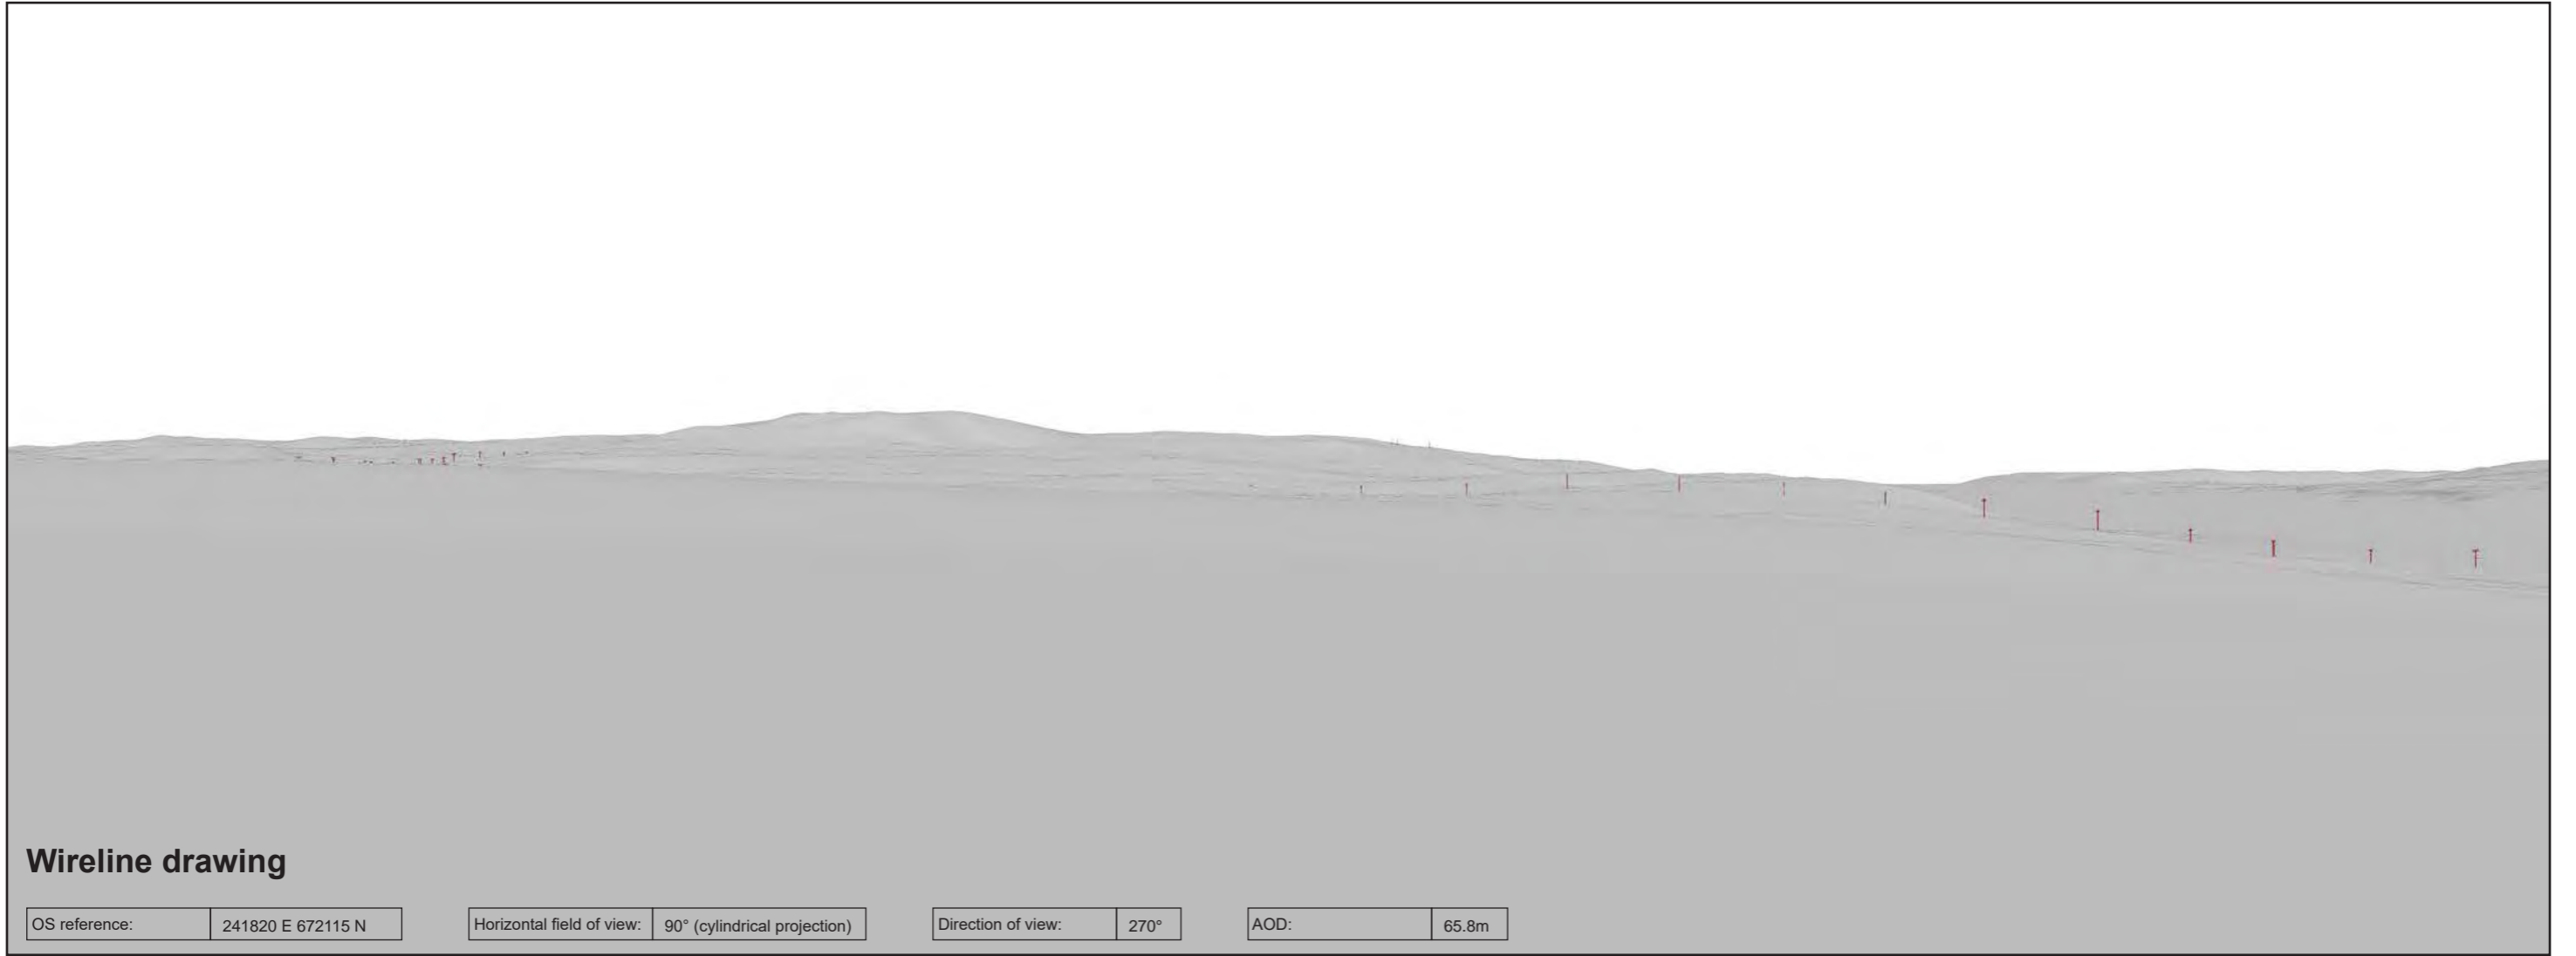 Wireline drawing
OS reference: 241820 E 672115 N Horizontal field of view: 90° (cylindrical projection) Direction of view: 270° AOD: 65.8m